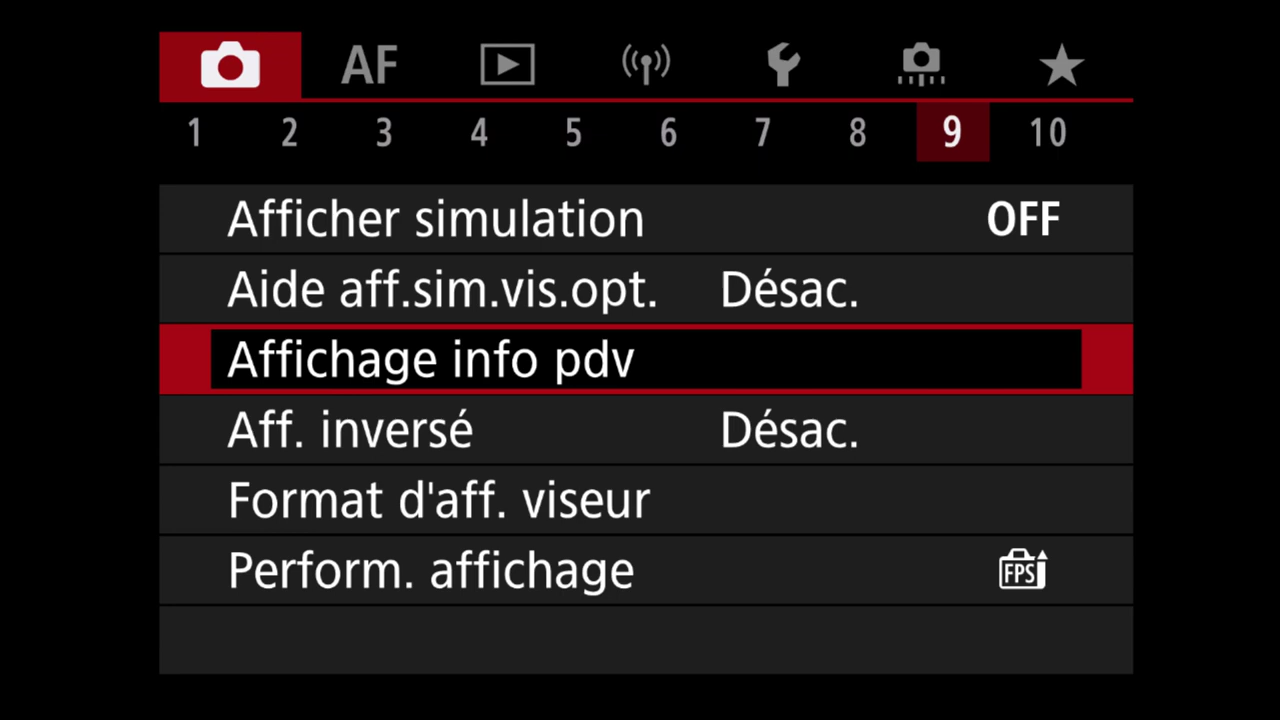 AF
1 2 3 4 5 6 7 8 9 10
Afficher simulation OFF
Aide aff.sim.vis.opt. Désac.
Affichage info pdv
Aff. inversé Désac.
Format d'aff. viseur
Perform. affichage FPS